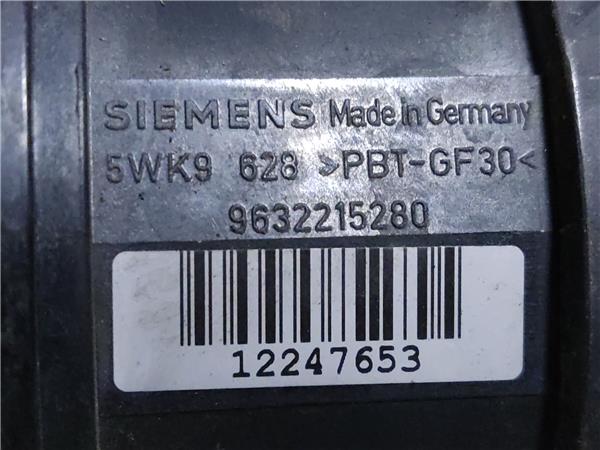 SIEMENS Made in Germany
5WK9 628 >PBT-GF30<
9632215280
12247653